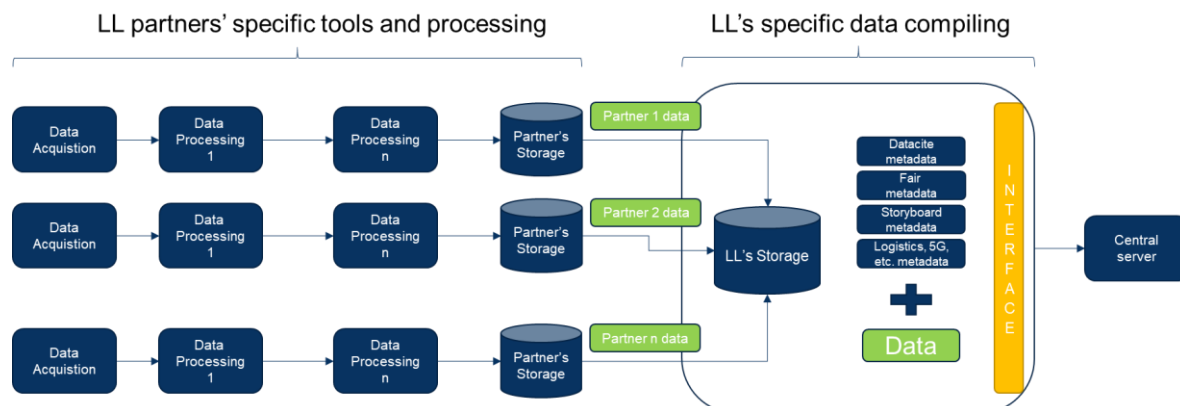 LL partners' specific tools and processing
LL's specific data compiling
Data
Acquistion
Data
Processing
1
Data
Processing
n
Partner's
Storage
Partner 1 data
Data
Acquistion
Data
Processing
1
Data
Processing
n
Partner's
Storage
Partner 2 data
Data
Acquistion
Data
Processing
1
Data
Processing
n
Partner's
Storage
Partner n data
LL's Storage
Datacite
metadata
Fair
metadata
Storyboard
metadata
Logistics, 5G,
etc. metadata
Data
INTERFACE
Central
server